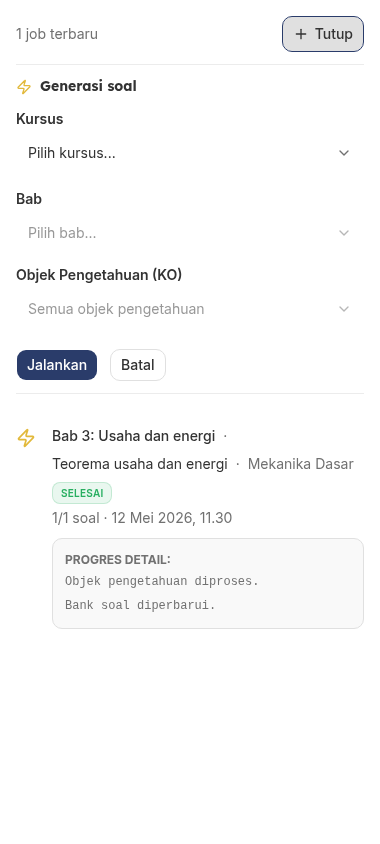 1 job terbaru
Tutup
Generasi soal
Kursus
Pilih kursus...
Bab
Pilih bab...
Objek Pengetahuan (KO)
Semua objek pengetahuan
Jalankan
Batal
Bab 3: Usaha dan energi ·
Teorema usaha dan energi · Mekanika Dasar
SELESAI
1/1 soal · 12 Mei 2026, 11.30
PROGRES DETAIL:
Objek pengetahuan diproses.
Bank soal diperbarui.